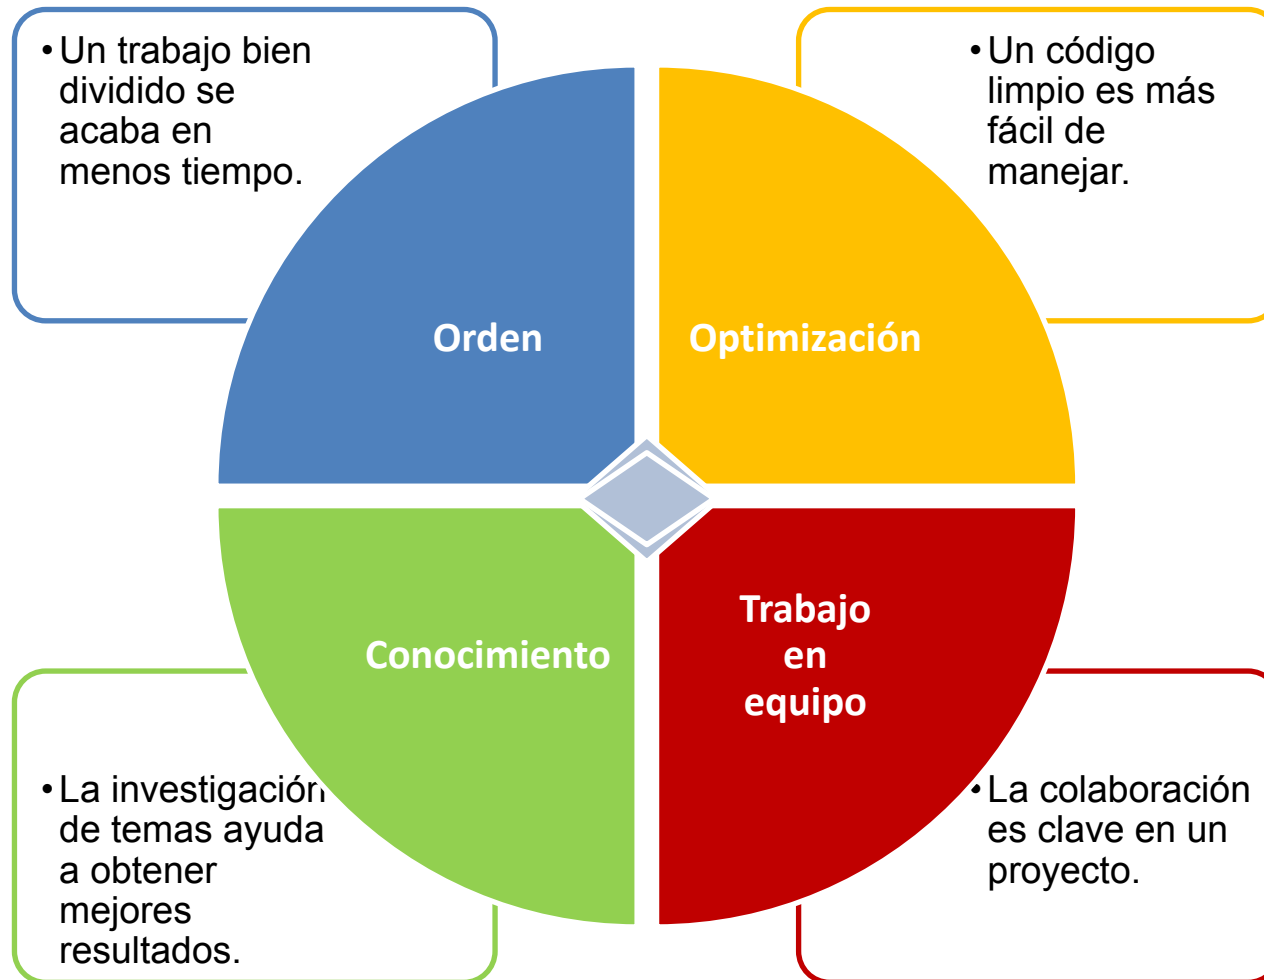 •Un trabajo bien
dividido se
acaba en
menos tiempo.
•Un código
limpio es más
fácil de
manejar.
Orden
Optimización
Conocimiento
Trabajo
en
equipo
•La investigación
de temas ayuda
a obtener
mejores
resultados.
•La colaboración
es clave en un
proyecto.